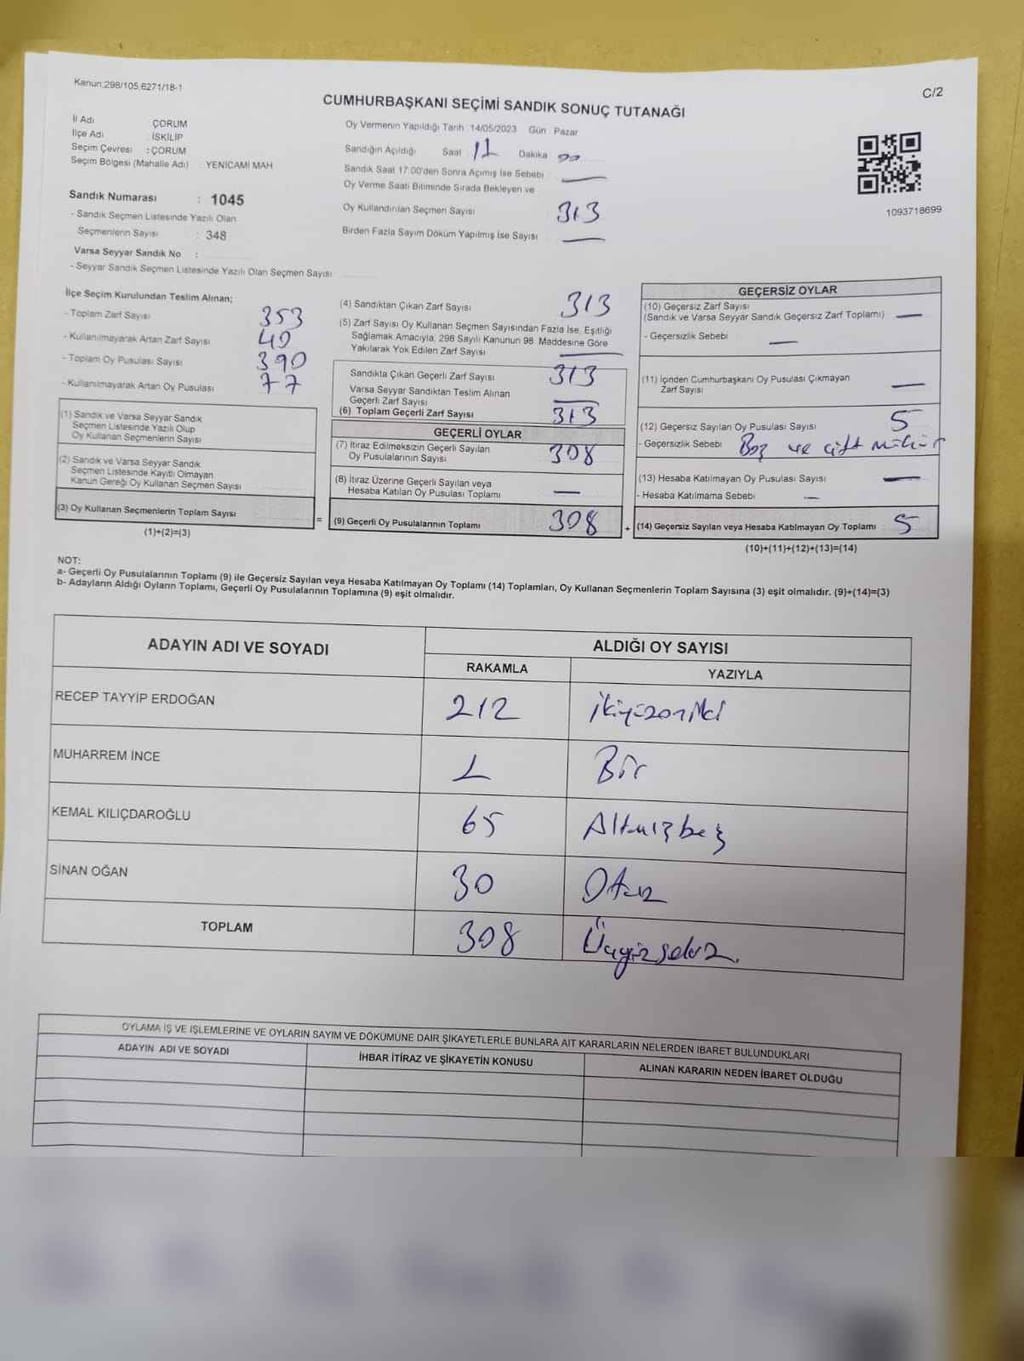 Kanun;298/105,6271/18-1
C/2
CUMHURBAŞKANI SEÇİMİ SANDIK SONUÇ TUTANAĞI
İl Adı ÇORUM
İlçe Adı : İSKİLİP
Seçim Çevresi : ÇORUM
Seçim Bölgesi (Mahalle Adı) YENİCAMİ MAH
Sandık Numarası : 1045
- Sandık Seçmen Listesinde Yazılı Olan
Seçmenlerin Sayısı : 348
Varsa Seyyar Sandık No :
- Seyyar Sandık Seçmen Listesinde Yazılı Olan Seçmen Sayısı
Oy Vermenin Yapıldığı Tarih 14/05/2023 Gün Pazar
Sandığın Açıldığı Saat 17 Dakika 00
Sandık Saat 17:00'den Sonra Açımış İse Sebebi —
Oy Verme Saati Bitiminde Sırada Bekleyen ve
Oy Kullandırılan Seçmen Sayısı 313
Birden Fazla Sayım Döküm Yapılmış İse Sayısı —
1093718699
İlçe Seçim Kurulundan Teslim Alınan;
- Toplam Zarf Sayısı 353
- Kullanılmayarak Artan Zarf Sayısı 40
- Toplam Oy Pusulası Sayısı 390
- Kullanılmayarak Artan Oy Pusulası 77
(1) Sandık ve Varsa Seyyar Sandık
Seçmen Listesinde Yazılı Olup
Oy Kullanan Seçmenlerin Sayısı
(2) Sandık ve Varsa Seyyar Sandık
Seçmen Listesinde Kayıtlı Olmayan
Kanun Gereği Oy Kullanan Seçmen Sayısı
(3) Oy Kullanan Seçmenlerin Toplam Sayısı
(1)+(2)=(3)
(4) Sandıktan Çıkan Zarf Sayısı 313
(5) Zarf Sayısı Oy Kullanan Seçmen Sayısından Fazla İse, Eşitliği
Sağlamak Amacıyla, 298 Sayılı Kanunun 98. Maddesine Göre
Yakılarak Yok Edilen Zarf Sayısı —
Sandıkta Çıkan Geçerli Zarf Sayısı 313
Varsa Seyyar Sandıktan Teslim Alınan
Geçerli Zarf Sayısı —
(6) Toplam Geçerli Zarf Sayısı 313
GEÇERLİ OYLAR
(7) İtiraz Edilmeksizin Geçerli Sayılan
Oy Pusulalarının Sayısı 308
(8) İtiraz Üzerine Geçerli Sayılan veya
Hesaba Katılan Oy Pusulası Toplamı —
= (9) Geçerli Oy Pusulalarının Toplamı 308
GEÇERSİZ OYLAR
(10) Geçersiz Zarf Sayısı
(Sandık ve Varsa Seyyar Sandık Geçersiz Zarf Toplamı) —
- Geçersizlik Sebebi —
(11) İçinden Cumhurbaşkanı Oy Pusulası Çıkmayan
Zarf Sayısı —
(12) Geçersiz Sayılan Oy Pusulası Sayısı 5
- Geçersizlik Sebebi Boş ve çift mühür
(13) Hesaba Katılmayan Oy Pusulası Sayısı —
- Hesaba Katılmama Sebebi —
+ (14) Geçersiz Sayılan veya Hesaba Katılmayan Oy Toplamı 5
(10)+(11)+(12)+(13)=(14)
NOT:
a- Geçerli Oy Pusulalarının Toplamı (9) ile Geçersiz Sayılan veya Hesaba Katılmayan Oy Toplamı (14) Toplamları, Oy Kullanan Seçmenlerin Toplam Sayısına (3) eşit olmalıdır. (9)+(14)=(3)
b- Adayların Aldığı Oyların Toplamı, Geçerli Oy Pusulalarının Toplamına (9) eşit olmalıdır.
ADAYIN ADI VE SOYADI ALDIĞI OY SAYISI
RAKAMLA YAZIYLA
RECEP TAYYİP ERDOĞAN 212 İkiyüzoniki
MUHARREM İNCE 1 Bir
KEMAL KILIÇDAROĞLU 65 Altmışbeş
SİNAN OĞAN 30 Otuz
TOPLAM 308 Üçyüzsekiz.
OYLAMA İŞ VE İŞLEMLERİNE VE OYLARIN SAYIM VE DÖKÜMÜNE DAİR ŞİKAYETLERLE BUNLARA AİT KARARLARIN NELERDEN İBARET BULUNDUKLARI
ADAYIN ADI VE SOYADI İHBAR İTİRAZ VE ŞİKAYETİN KONUSU ALINAN KARARIN NEDEN İBARET OLDUĞU